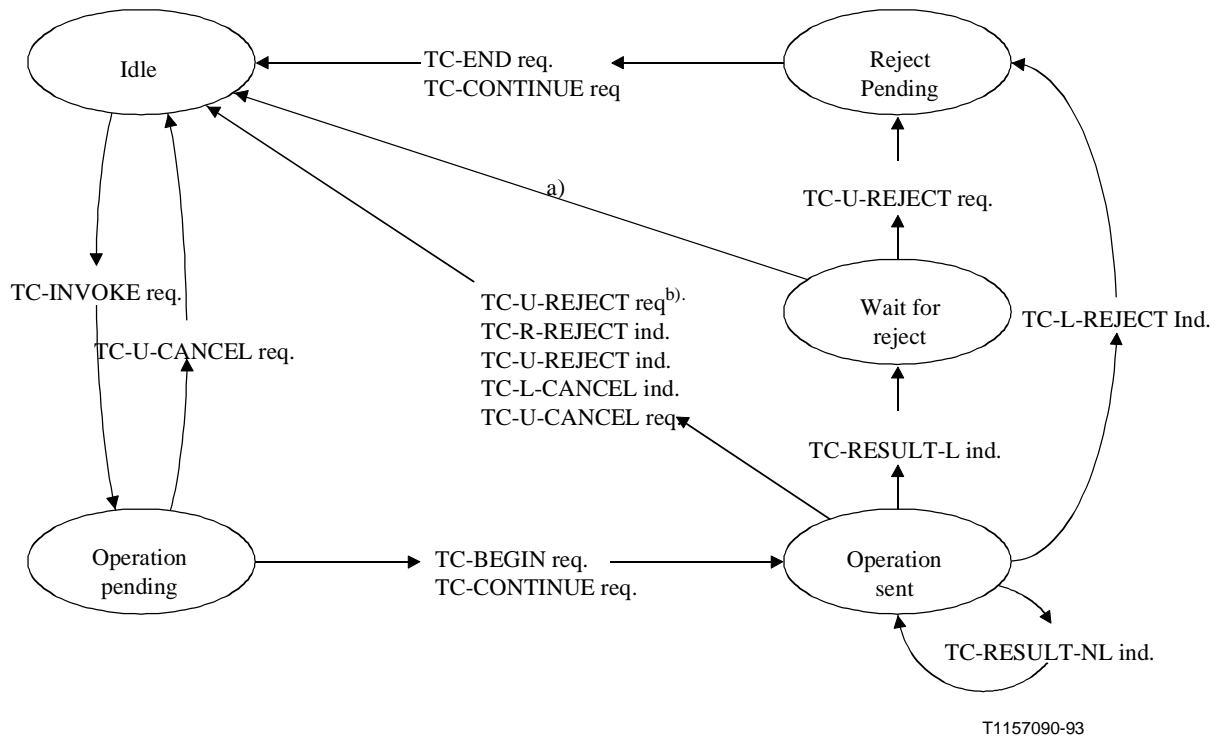 Idle
TC-END req.
TC-CONTINUE req
Reject
Pending
a)
TC-U-REJECT req.
TC-INVOKE req.
TC-U-CANCEL req.
TC-U-REJECT req b).
TC-R-REJECT ind.
TC-U-REJECT ind.
TC-L-CANCEL ind.
TC-U-CANCEL req.
Wait for
reject
TC-L-REJECT Ind.
TC-RESULT-L ind.
Operation
pending
TC-BEGIN req.
TC-CONTINUE req.
Operation
sent
TC-RESULT-NL ind.
T1157090-93